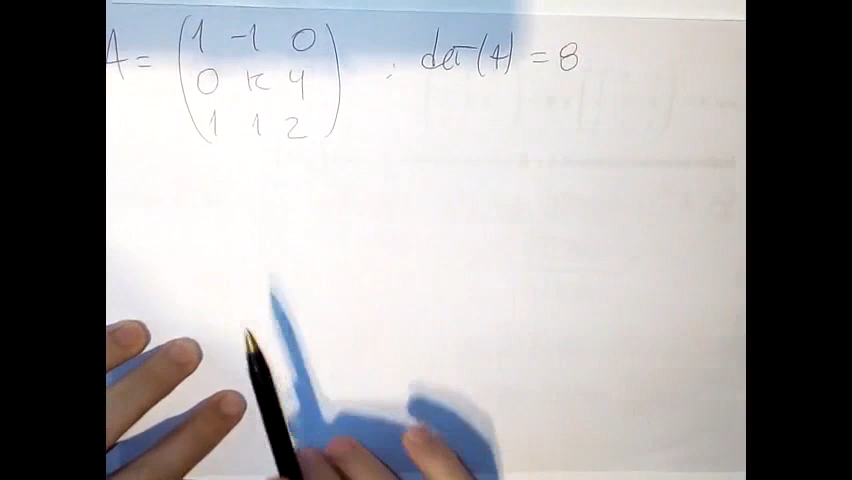 A = ( 1 -1 0 ; det(A) = 8
0 k 4
1 1 2 )